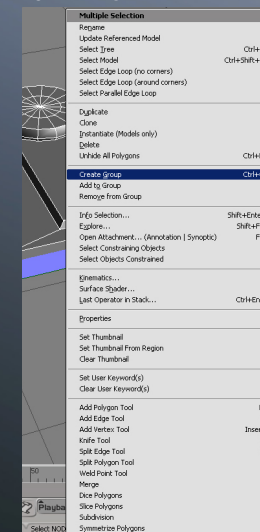 Multiple Selection
Rename
Update Referenced Model
Select Tree Ctrl+
Select Model Ctrl+Shift+
Select Edge Loop (no corners)
Select Edge Loop (around corners)
Select Parallel Edge Loop
Duplicate
Clone
Instantiate (Models only)
Delete
Unhide All Polygons
Create Group
Add to Group
Remove from Group
Info Selection... Shift+Ente
Explore... Shift+F
Open Attachment... (Annotation | Synoptic) F
Select Constraining Objects
Select Objects Constrained
Kinematics...
Surface Shader...
Last Operator in Stack... Ctrl+En
Properties
Set Thumbnail
Set Thumbnail From Region
Clear Thumbnail
Set User Keyword(s)
Clear User Keyword(s)
Add Polygon Tool
Add Edge Tool
Add Vertex Tool Inser
Knife Tool
Split Edge Tool
Split Polygon Tool
Weld Point Tool
Merge
Dice Polygons
Slice Polygons
Subdivision
Symmetrize Polygons
50
Playba
Select NOD